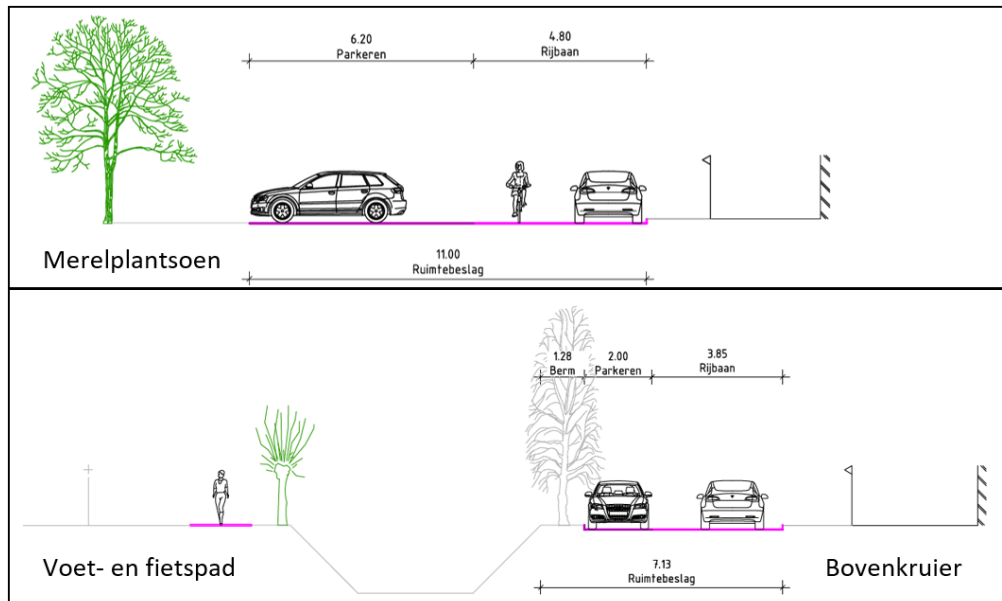 6.20
Parkeren
4.80
Rijbaan
11.00
Ruimtebeslag
Merelplantsoen
1.28
Berm
2.00
Parkeren
3.85
Rijbaan
7.13
Ruimtebeslag
Voet- en fietspad
Bovenkruier